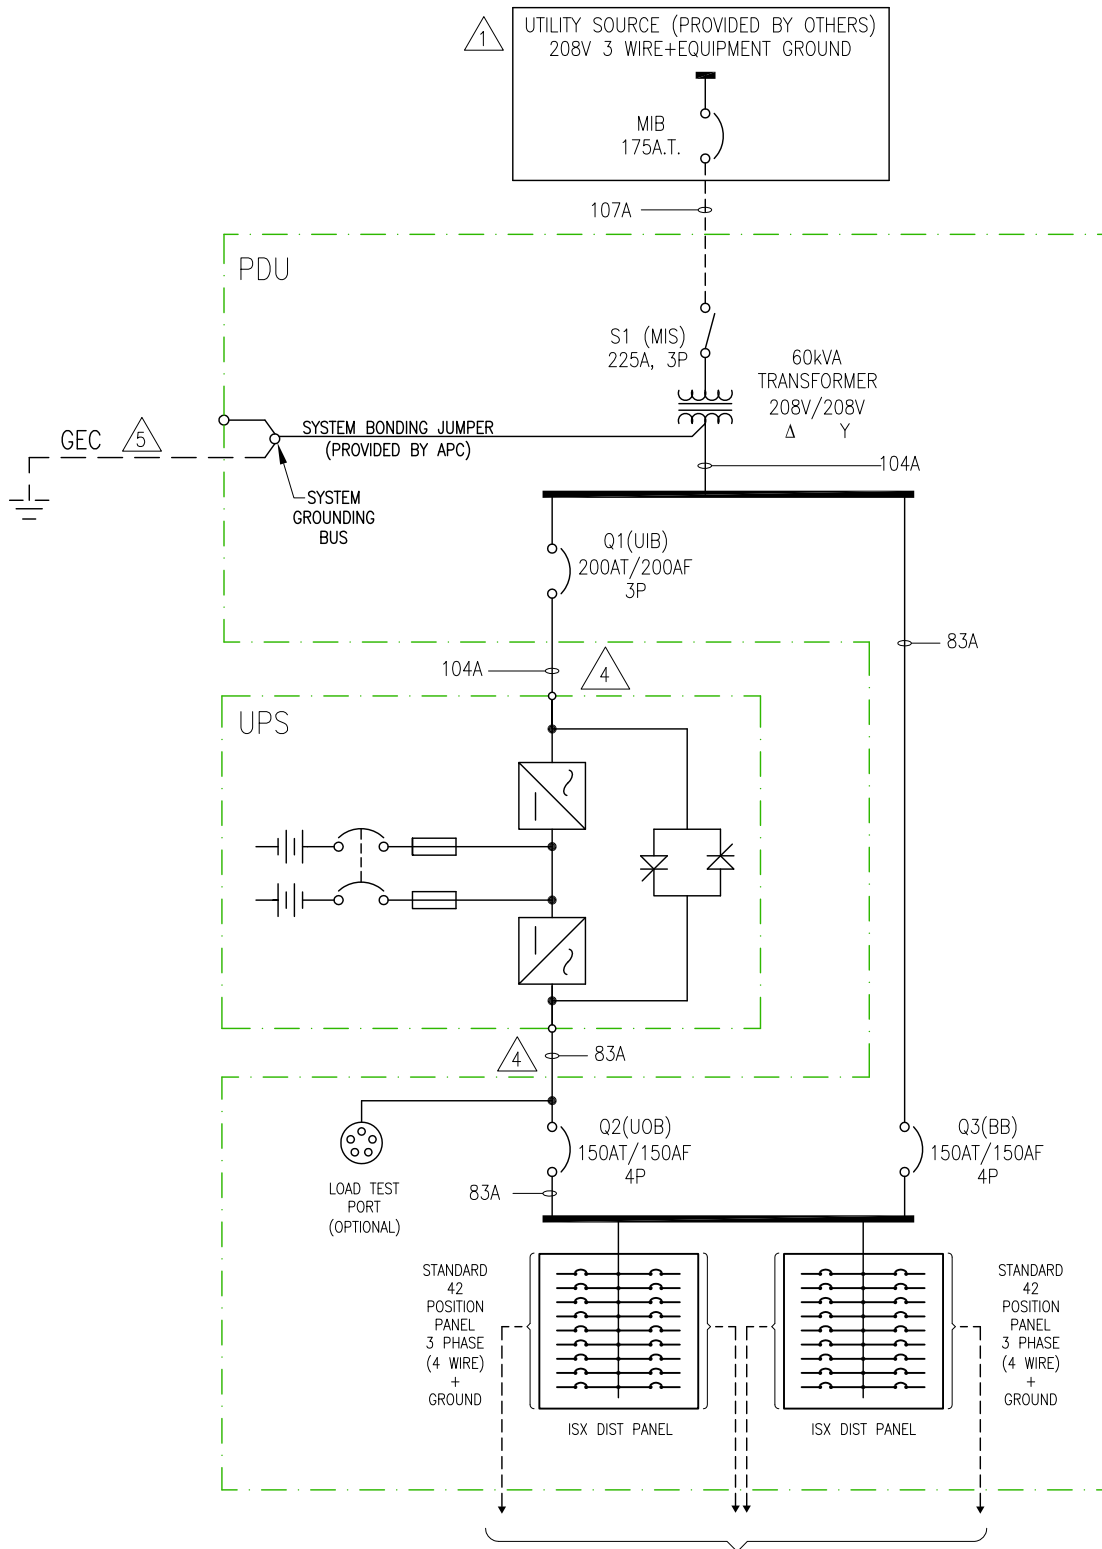 1
UTILITY SOURCE (PROVIDED BY OTHERS)
208V 3 WIRE+EQUIPMENT GROUND
MIB
175A.T.
107A
PDU
S1 (MIS)
225A, 3P
60kVA
TRANSFORMER
208V/208V
Δ Y
GEC
5
SYSTEM BONDING JUMPER
(PROVIDED BY APC)
104A
SYSTEM
GROUNDING
BUS
Q1(UIB)
200AT/200AF
3P
83A
104A
4
UPS
4
83A
Q2(UOB)
150AT/150AF
4P
Q3(BB)
150AT/150AF
4P
LOAD TEST
PORT
(OPTIONAL)
83A
STANDARD
42
POSITION
PANEL
3 PHASE
(4 WIRE)
+
GROUND
STANDARD
42
POSITION
PANEL
3 PHASE
(4 WIRE)
+
GROUND
ISX DIST PANEL
ISX DIST PANEL